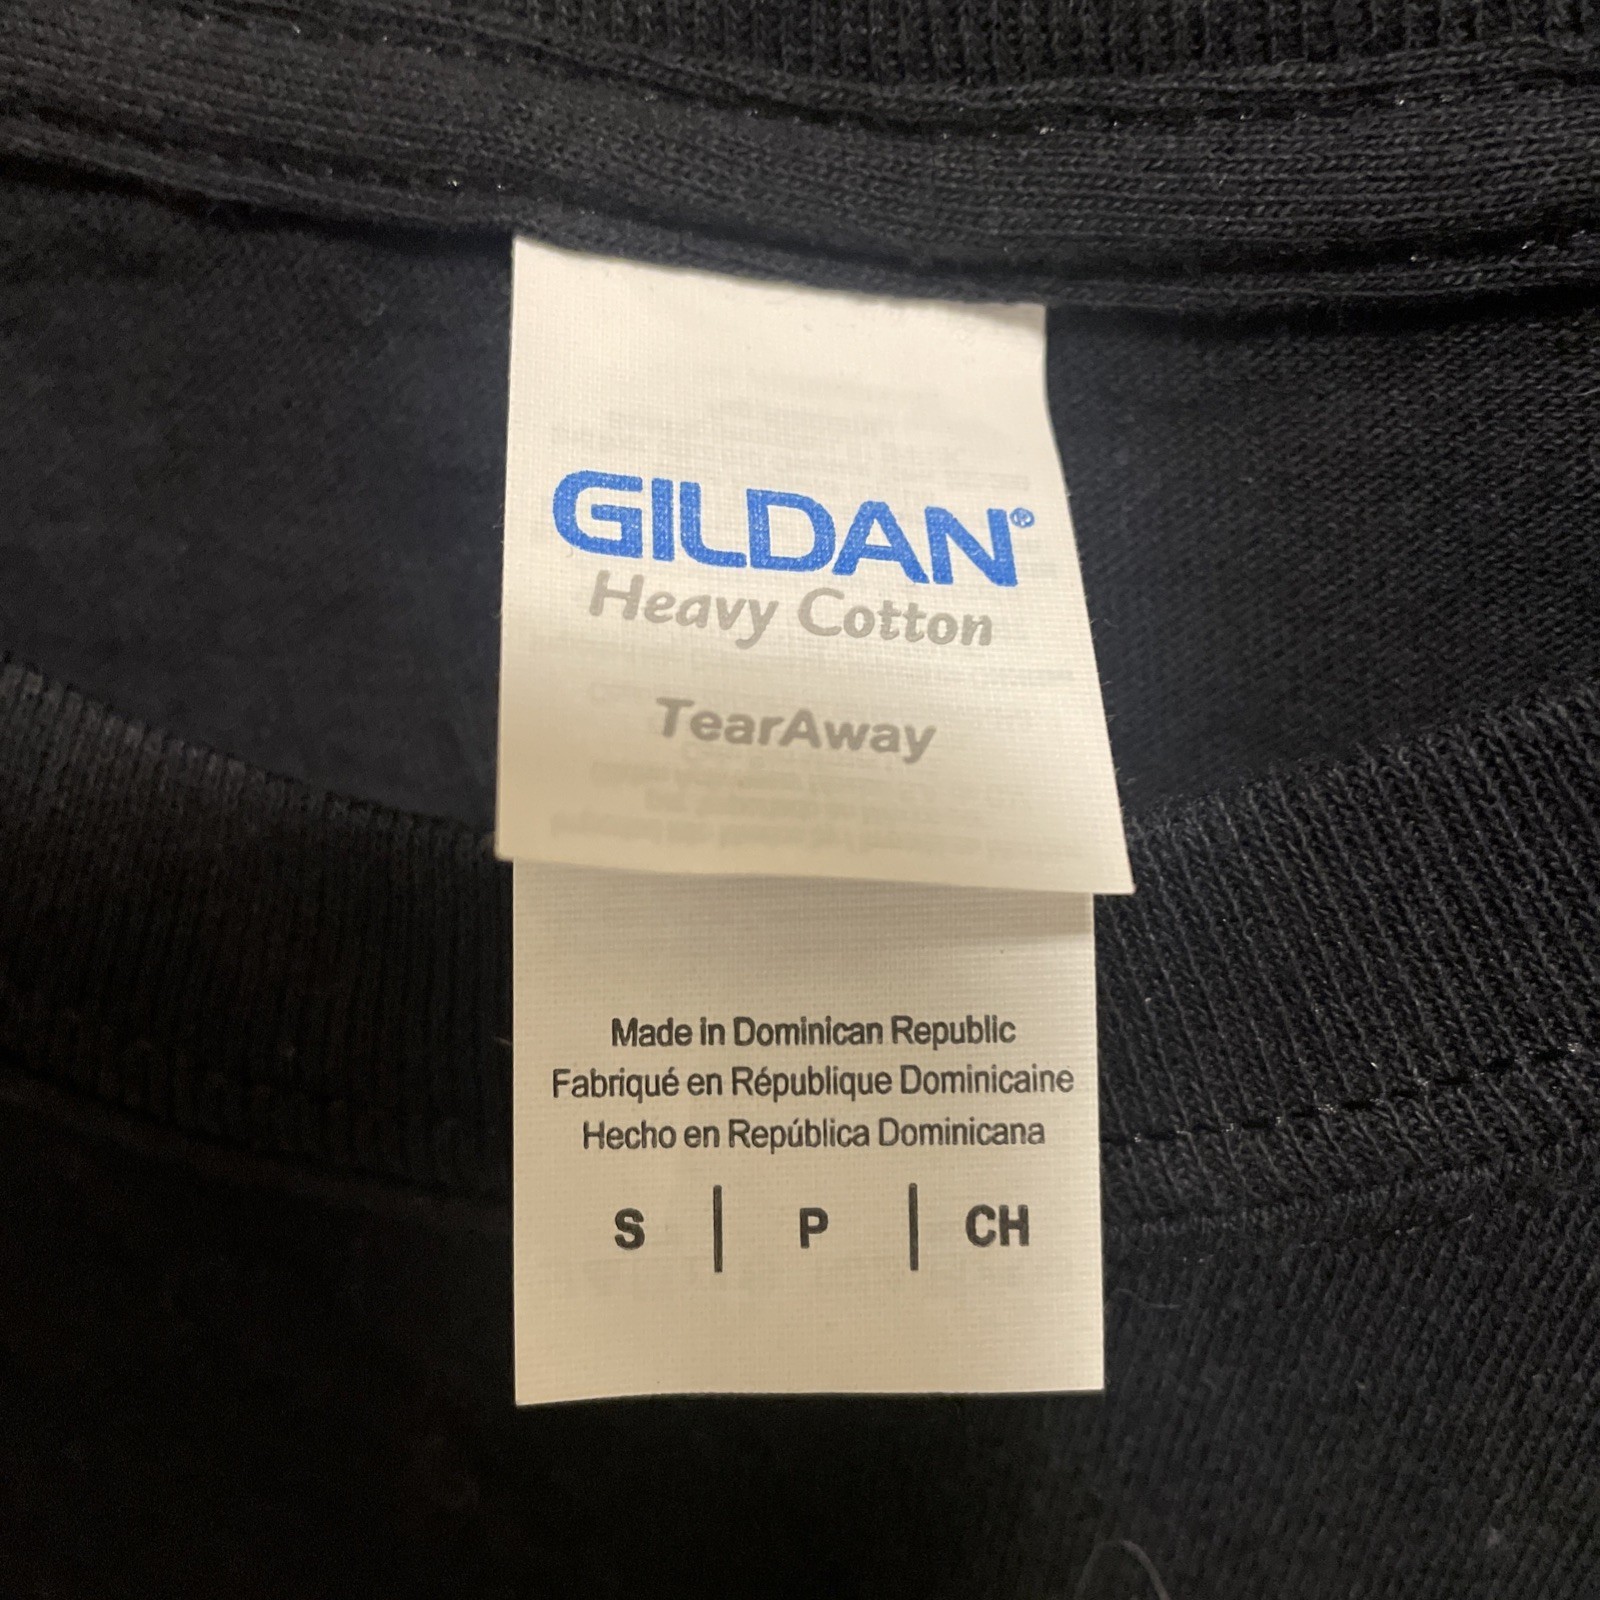 GILDAN®
Heavy Cotton
TearAway
Made in Dominican Republic
Fabriqué en République Dominicaine
Hecho en República Dominicana
S | P | CH